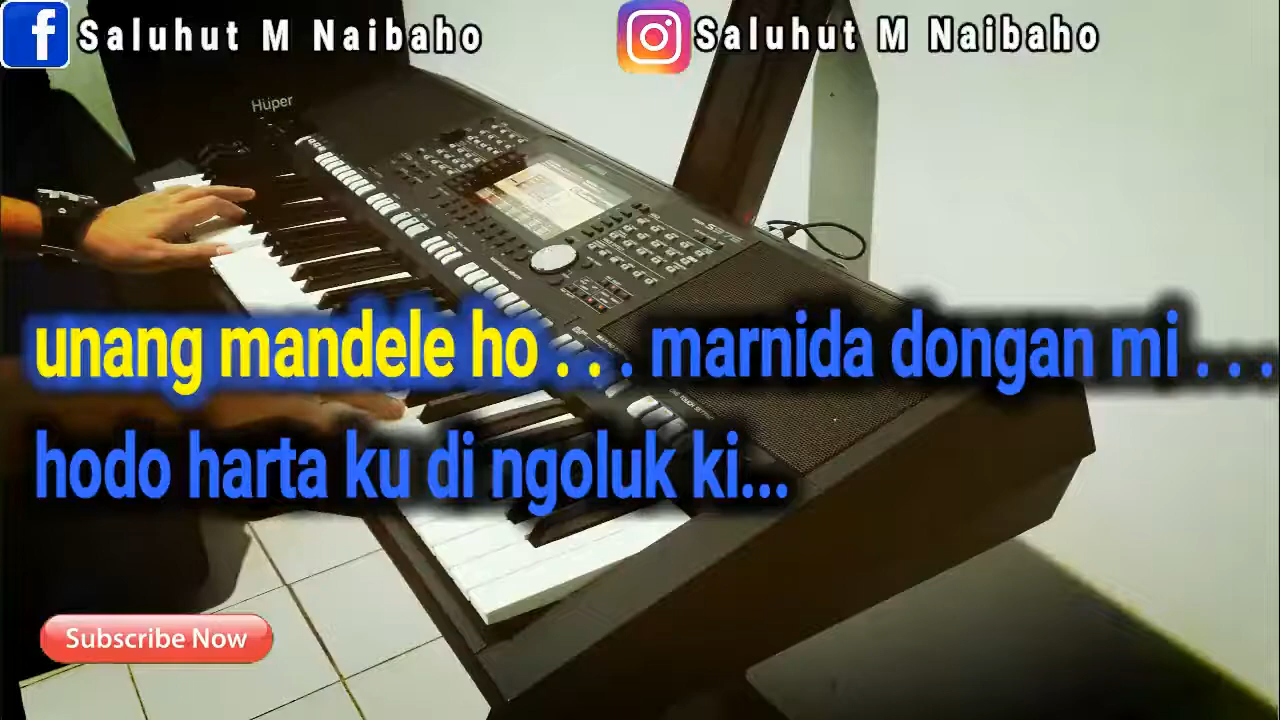 Saluhut M Naibaho
Saluhut M Naibaho
Hüper
S975
unang mandele ho . . . marnida dongan mi . . .
hodo harta ku di ngoluk ki...
Subscribe Now